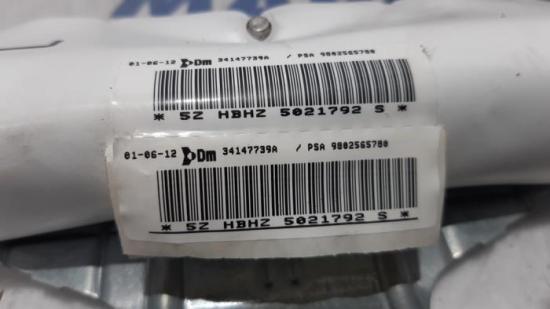 01-06-12 Dm 34147739A / PSA 9802565780
* 5Z HBHZ 5021792 S *
01-06-12 Dm 34147739A / PSA 9802565780
* 5Z HBHZ 5021792 S *